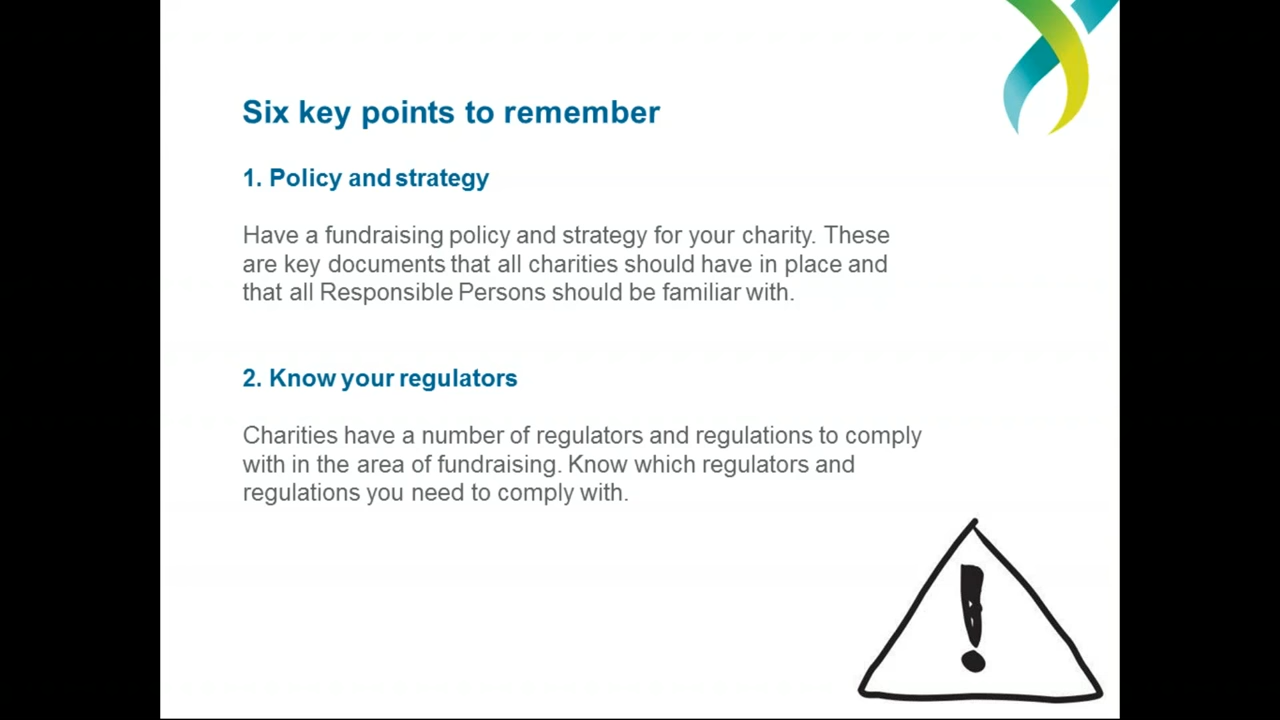 Six key points to remember
1. Policy and strategy
Have a fundraising policy and strategy for your charity. These
are key documents that all charities should have in place and
that all Responsible Persons should be familiar with.
2. Know your regulators
Charities have a number of regulators and regulations to comply
with in the area of fundraising. Know which regulators and
regulations you need to comply with.
!